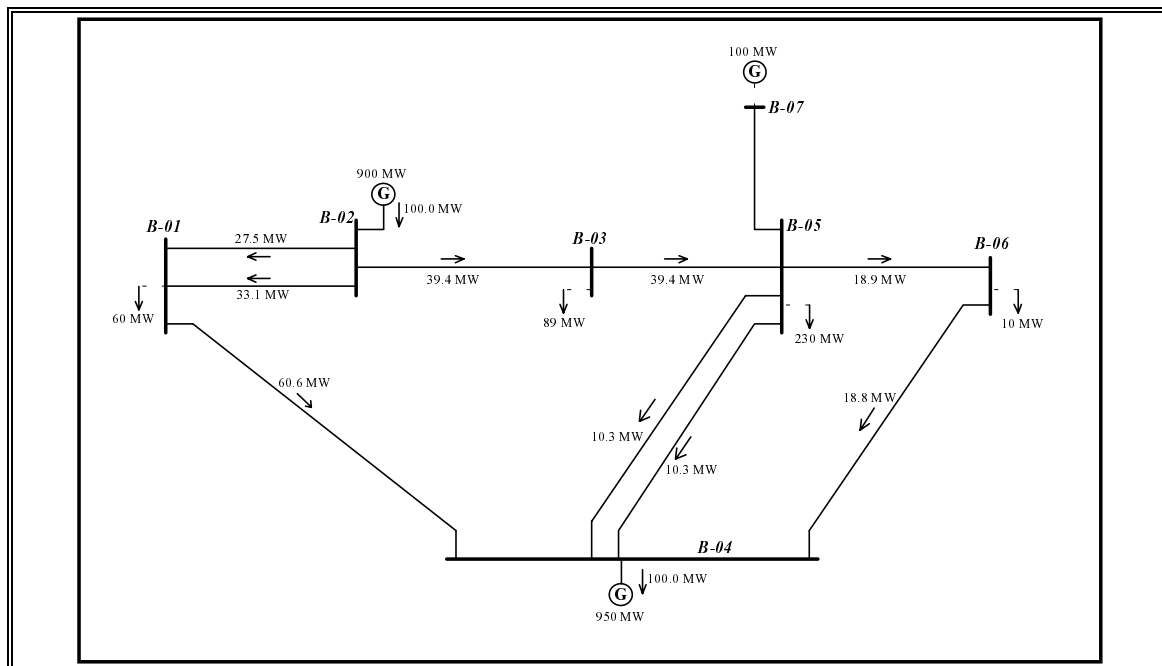 100 MW
G
B-07
900 MW
G
100.0 MW
B-01
B-02
27.5 MW
33.1 MW
60 MW
39.4 MW
B-03
39.4 MW
89 MW
B-05
18.9 MW
230 MW
B-06
10 MW
60.6 MW
10.3 MW
10.3 MW
18.8 MW
B-04
G
100.0 MW
950 MW